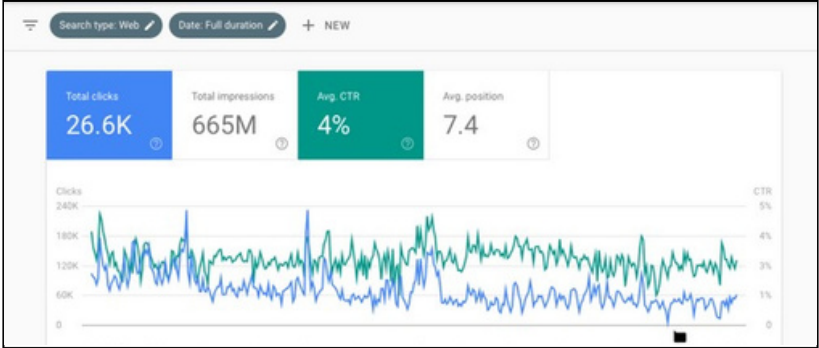 Search type: Web Date: Full duration + NEW
Total clicks Total impressions Avg. CTR Avg. position
26.6K 665M 4% 7.4
Clicks CTR
240K 5%
180K 4%
120K 3%
60K 1%
0 0